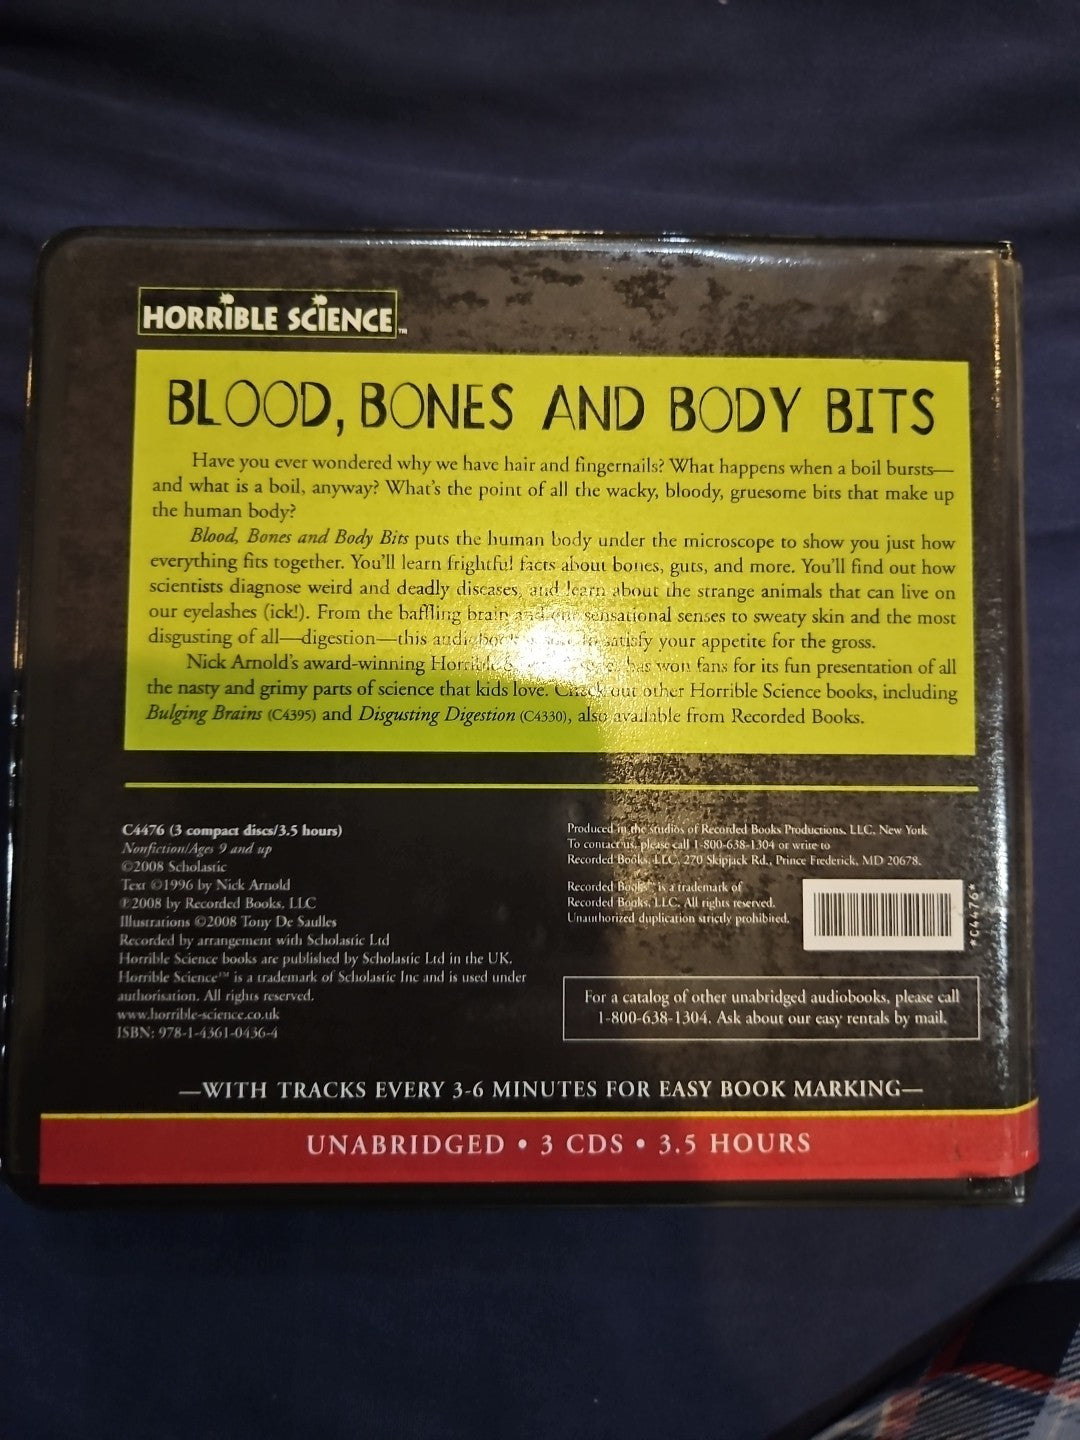 HORRIBLE SCIENCE™
BLOOD, BONES AND BODY BITS
Have you ever wondered why we have hair and fingernails? What happens when a boil bursts—
and what is a boil, anyway? What's the point of all the wacky, bloody, gruesome bits that make up
the human body?
Blood, Bones and Body Bits puts the human body under the microscope to show you just how
everything fits together. You'll learn frightful facts about bones, guts, and more. You'll find out how
scientists diagnose weird and deadly diseases, and learn about the strange animals that can live on
our eyelashes (ick!). From the baffling brain and our sensational senses to sweaty skin and the most
disgusting of all—digestion—this audiobook is sure to satisfy your appetite for the gross.
Nick Arnold's award-winning Horrible has won fans for its fun presentation of all
the nasty and grimy parts of science that kids love. Check out other Horrible Science books, including
Bulging Brains (C4395) and Disgusting Digestion (C4330), also available from Recorded Books.
C4476 (3 compact discs/3.5 hours)
Nonfiction/Ages 9 and up
©2008 Scholastic
Text ©1996 by Nick Arnold
℗2008 by Recorded Books, LLC
Illustrations ©2008 Tony De Saulles
Recorded by arrangement with Scholastic Ltd
Horrible Science books are published by Scholastic Ltd in the UK.
Horrible Science™ is a trademark of Scholastic Inc and is used under
authorisation. All rights reserved.
www.horrible-science.co.uk
ISBN: 978-1-4361-0436-4
Produced in the studios of Recorded Books Productions, LLC, New York
To contact us, please call 1-800-638-1304 or write to
Recorded Books, LLC, 270 Skipjack Rd., Prince Frederick, MD 20678.
Recorded Books™ is a trademark of
Recorded Books, LLC. All rights reserved.
Unauthorized duplication strictly prohibited.
*C4476*
For a catalog of other unabridged audiobooks, please call
1-800-638-1304. Ask about our easy rentals by mail.
—WITH TRACKS EVERY 3-6 MINUTES FOR EASY BOOK MARKING—
UNABRIDGED • 3 CDS • 3.5 HOURS